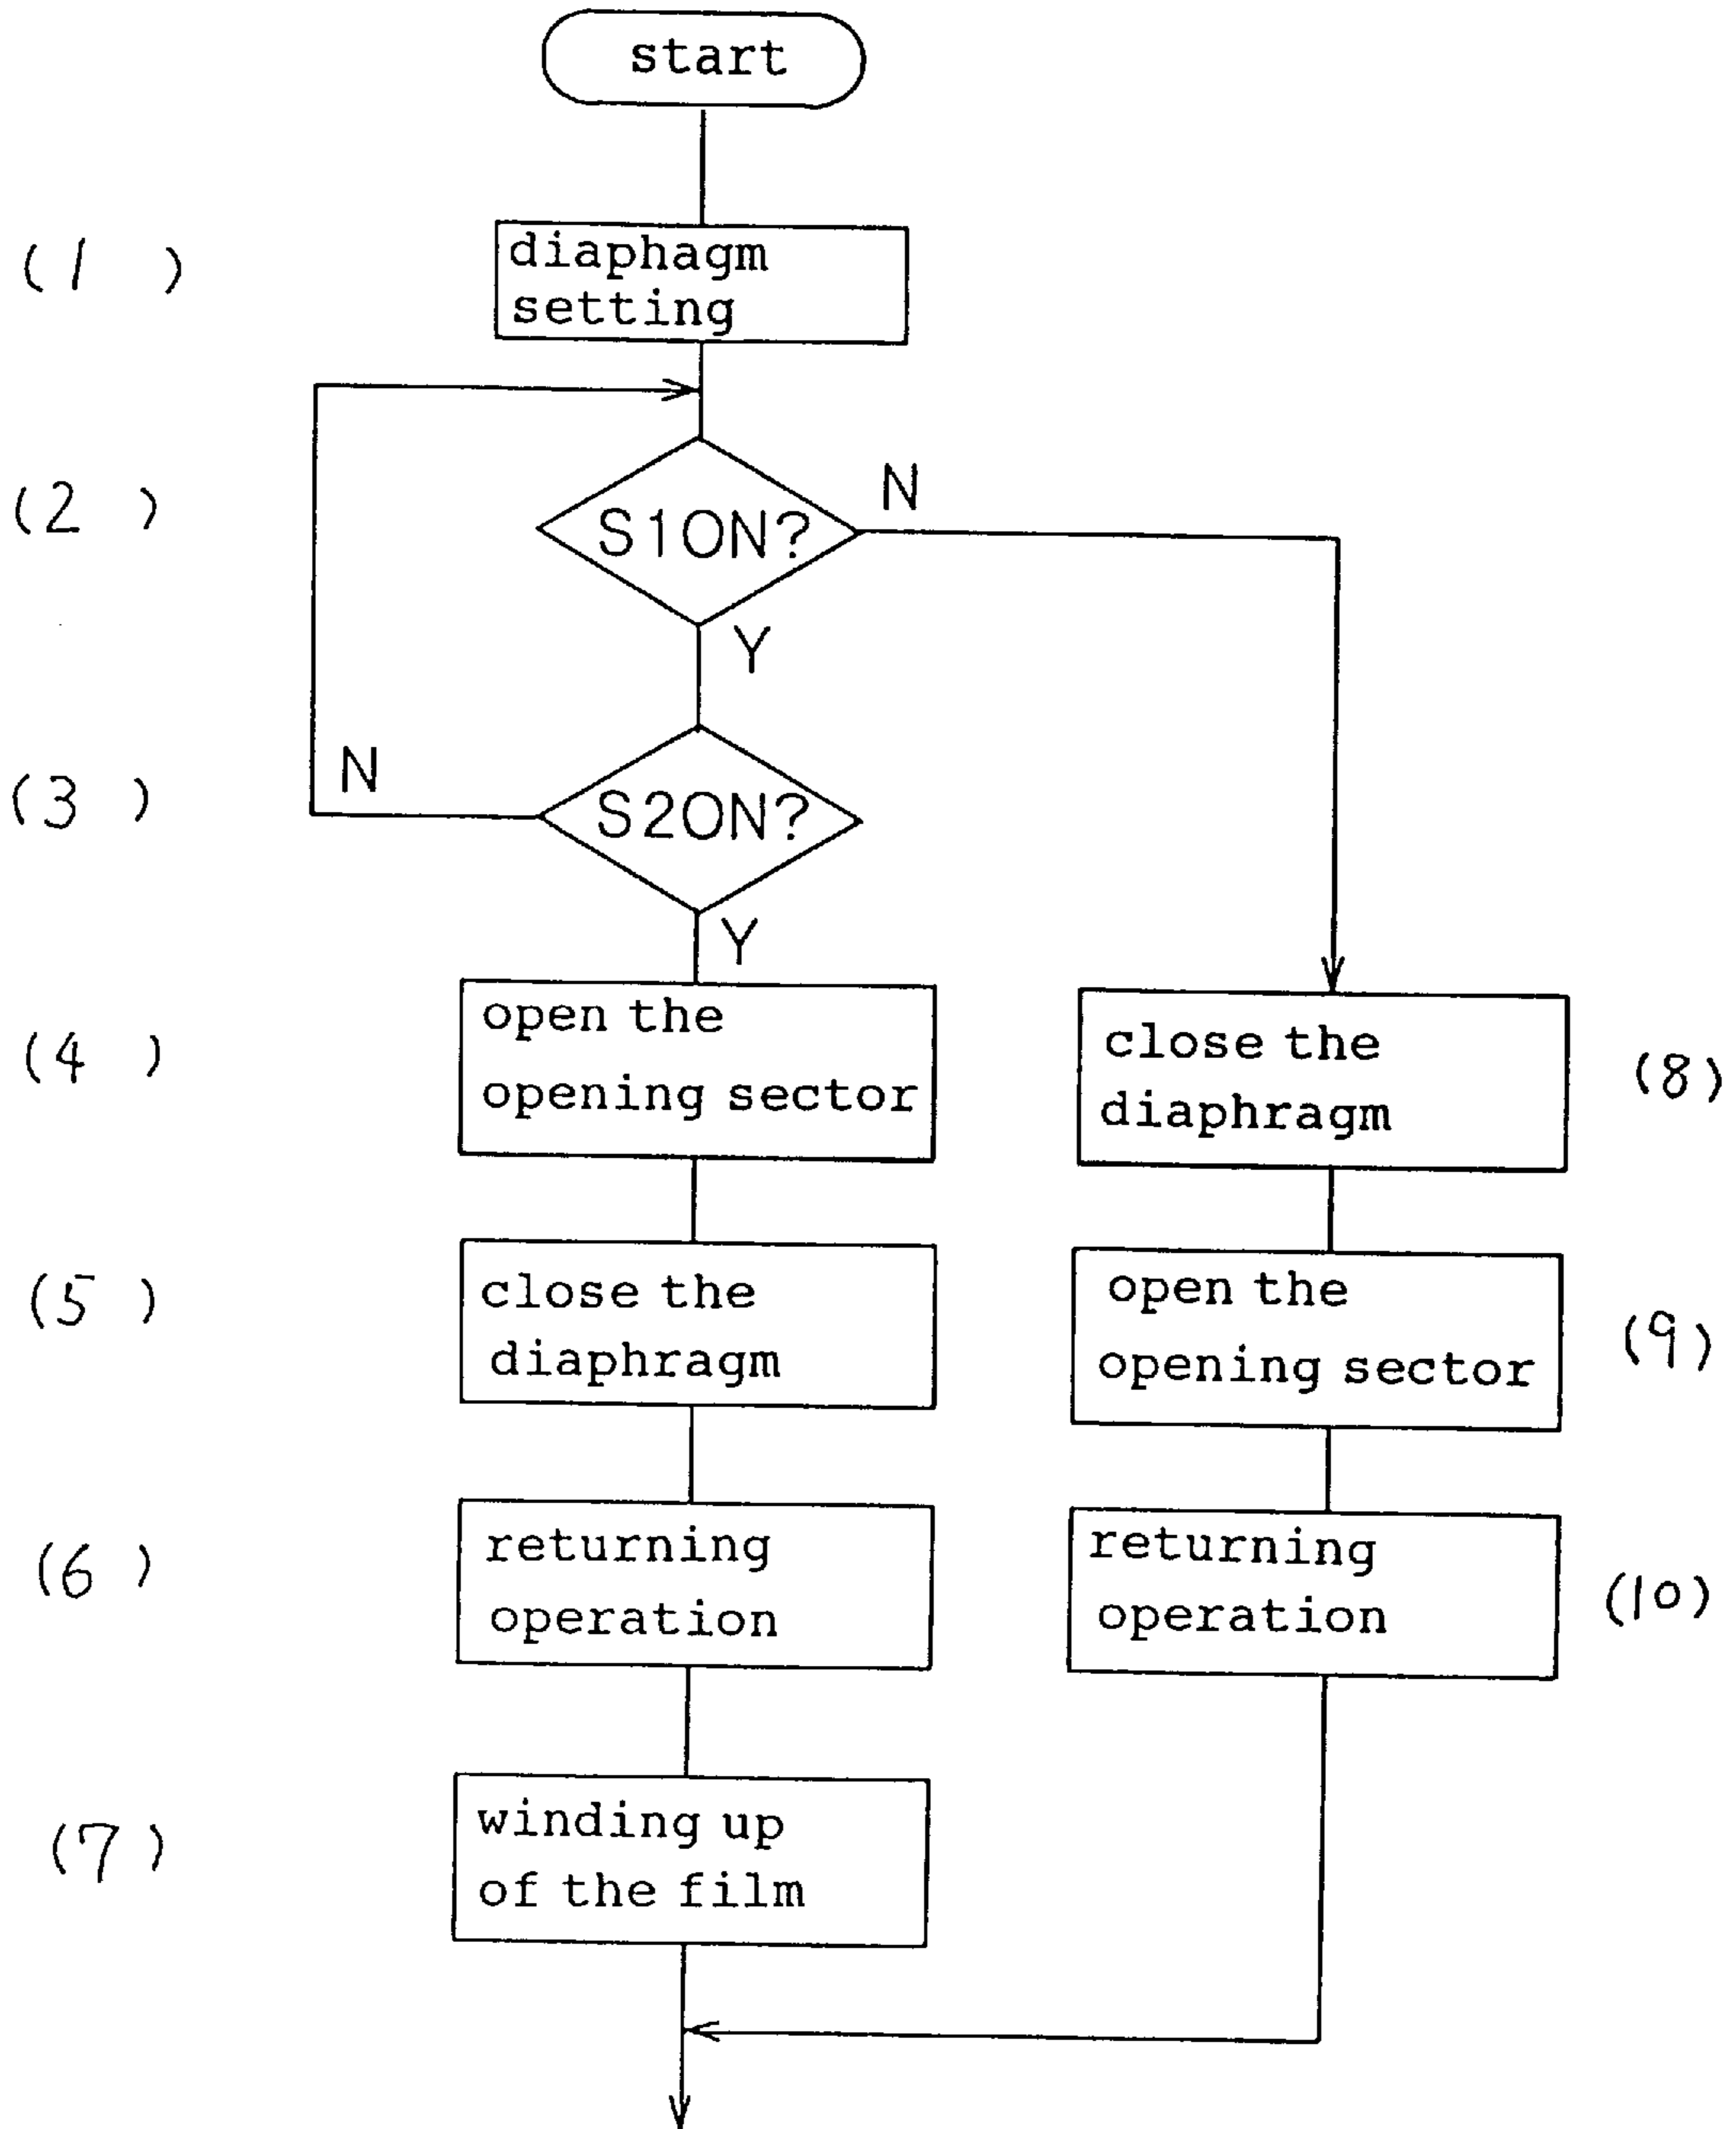 start
(1)
diaphagm
setting
(2)
S1ON?
N
Y
(3)
N
S2ON?
Y
(4)
open the
opening sector
close the
diaphragm
(8)
(5)
close the
diaphragm
open the
opening sector
(9)
(6)
returning
operation
returning
operation
(10)
(7)
winding up
of the film